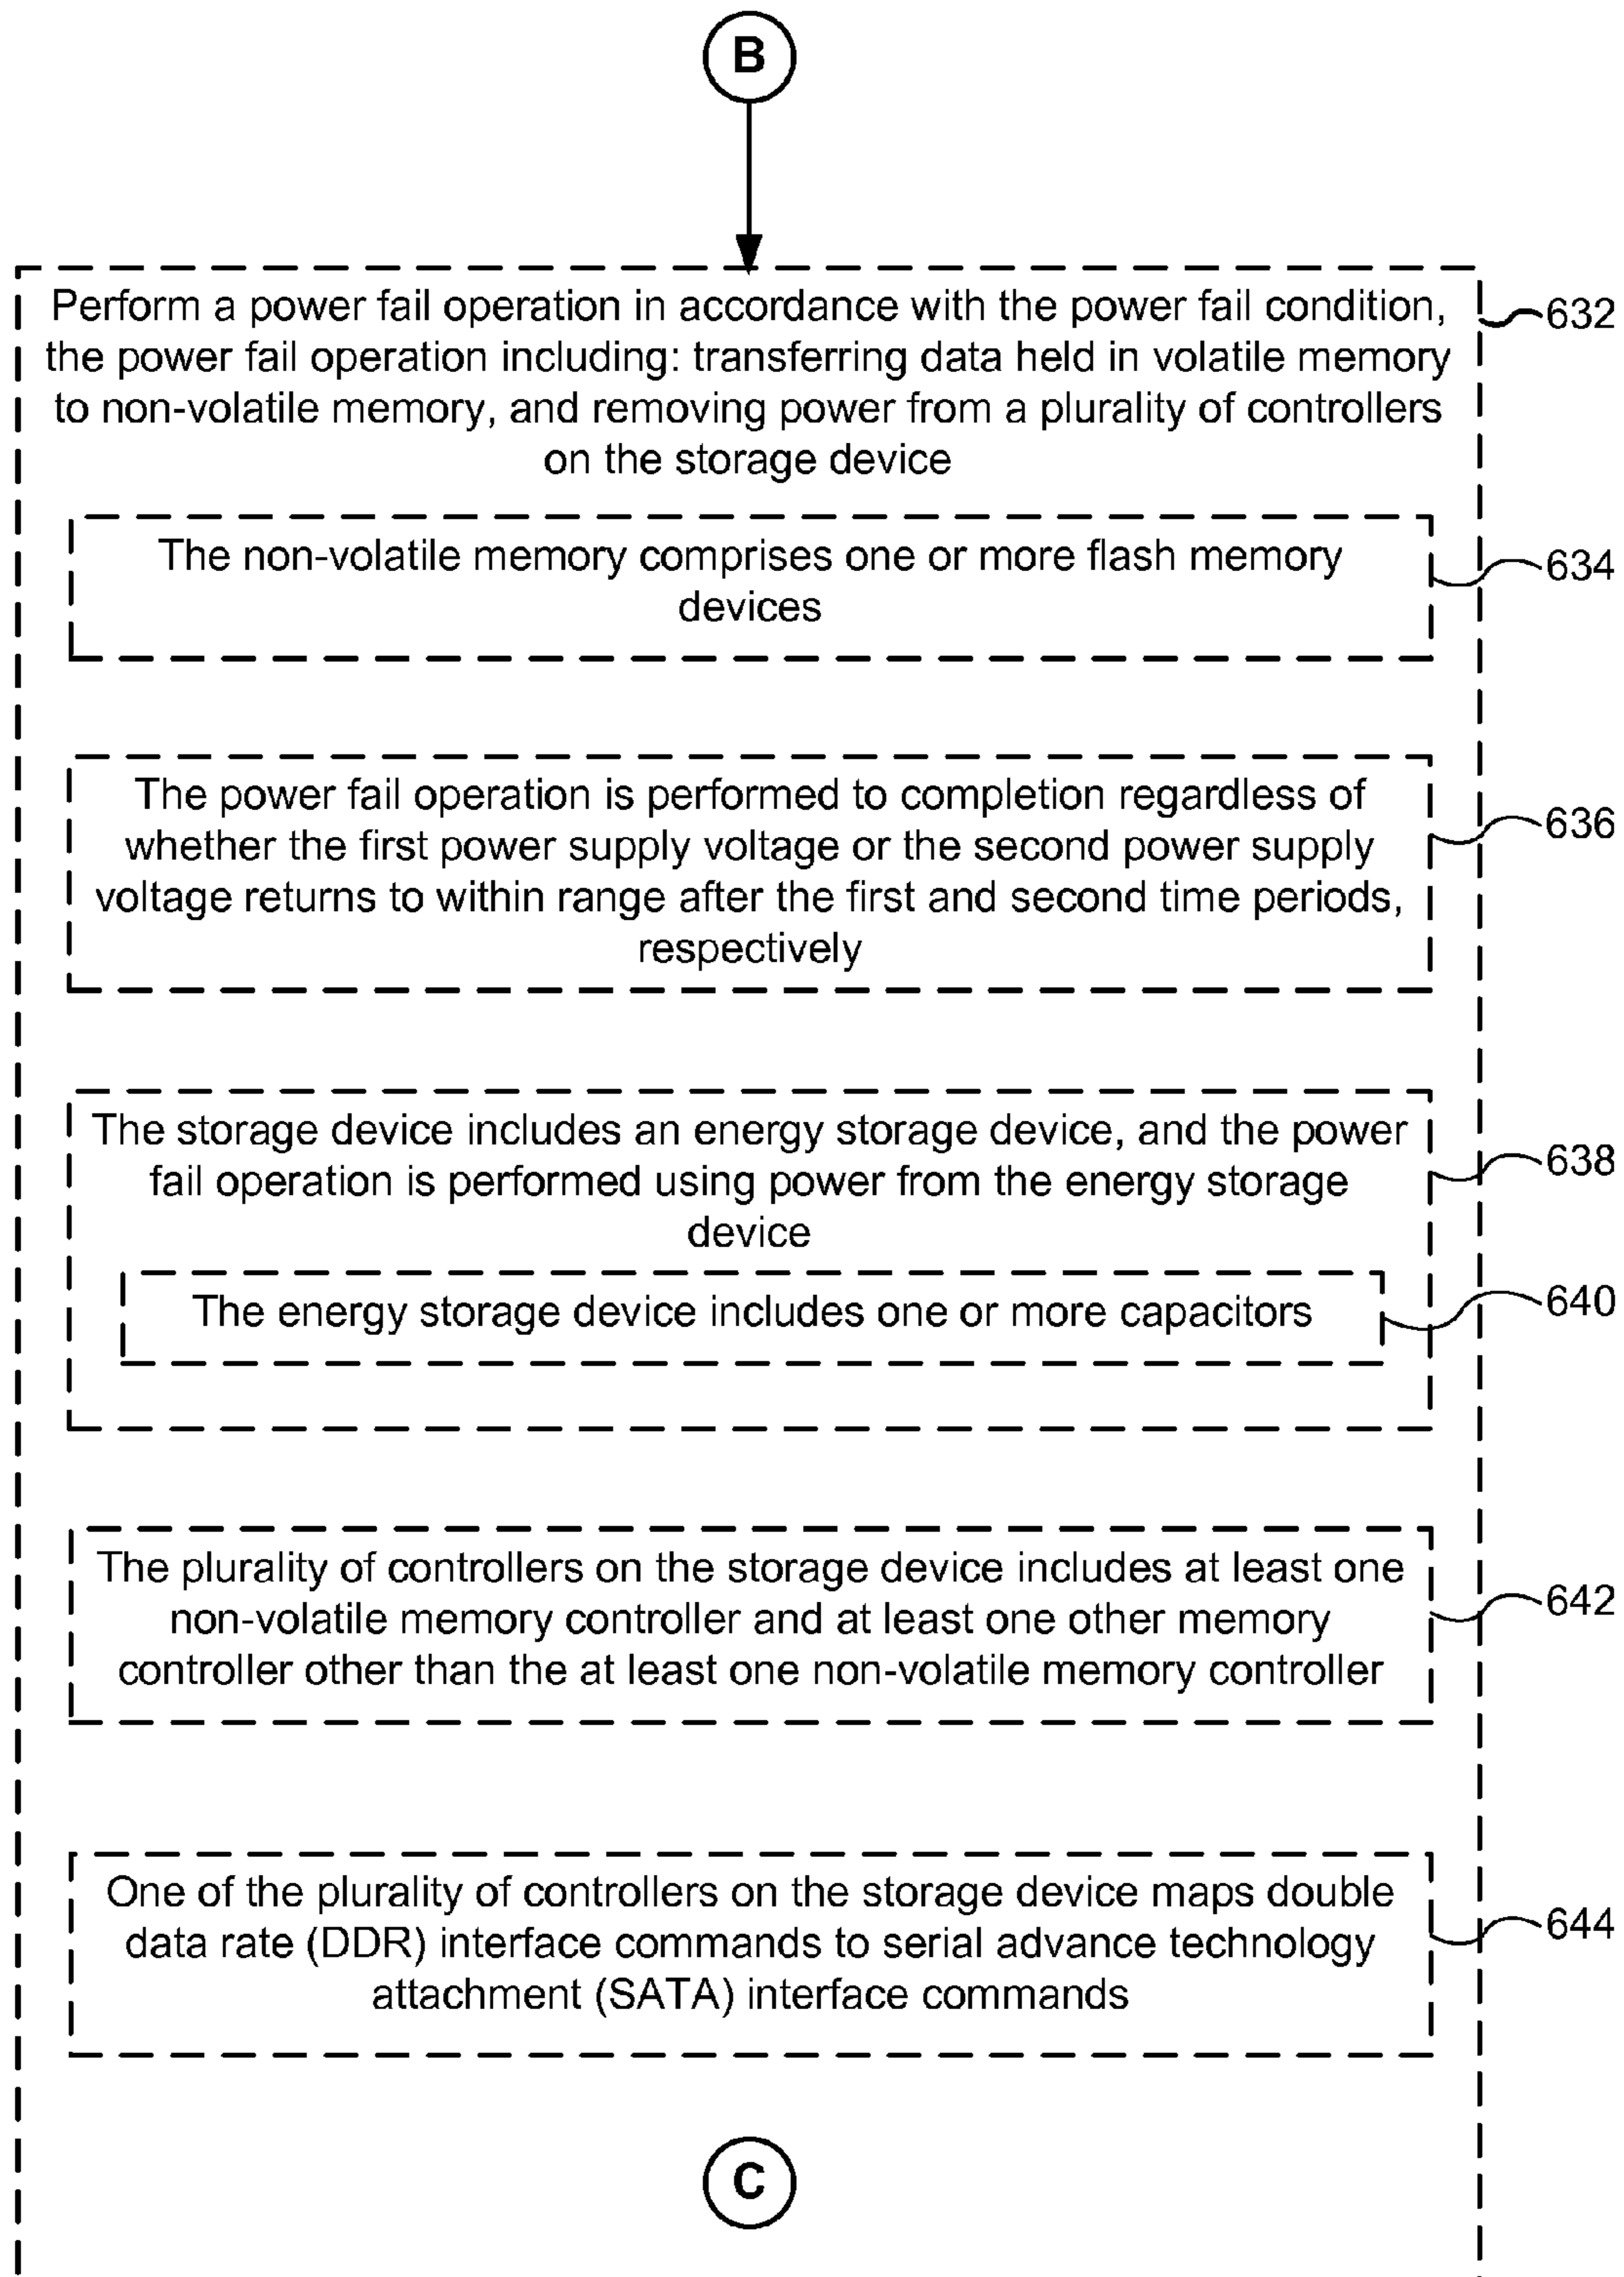 B
Perform a power fail operation in accordance with the power fail condition,
the power fail operation including: transferring data held in volatile memory
to non-volatile memory, and removing power from a plurality of controllers
on the storage device
632
The non-volatile memory comprises one or more flash memory
devices
634
The power fail operation is performed to completion regardless of
whether the first power supply voltage or the second power supply
voltage returns to within range after the first and second time periods,
respectively
636
The storage device includes an energy storage device, and the power
fail operation is performed using power from the energy storage
device
638
The energy storage device includes one or more capacitors
640
The plurality of controllers on the storage device includes at least one
non-volatile memory controller and at least one other memory
controller other than the at least one non-volatile memory controller
642
One of the plurality of controllers on the storage device maps double
data rate (DDR) interface commands to serial advance technology
attachment (SATA) interface commands
644
C